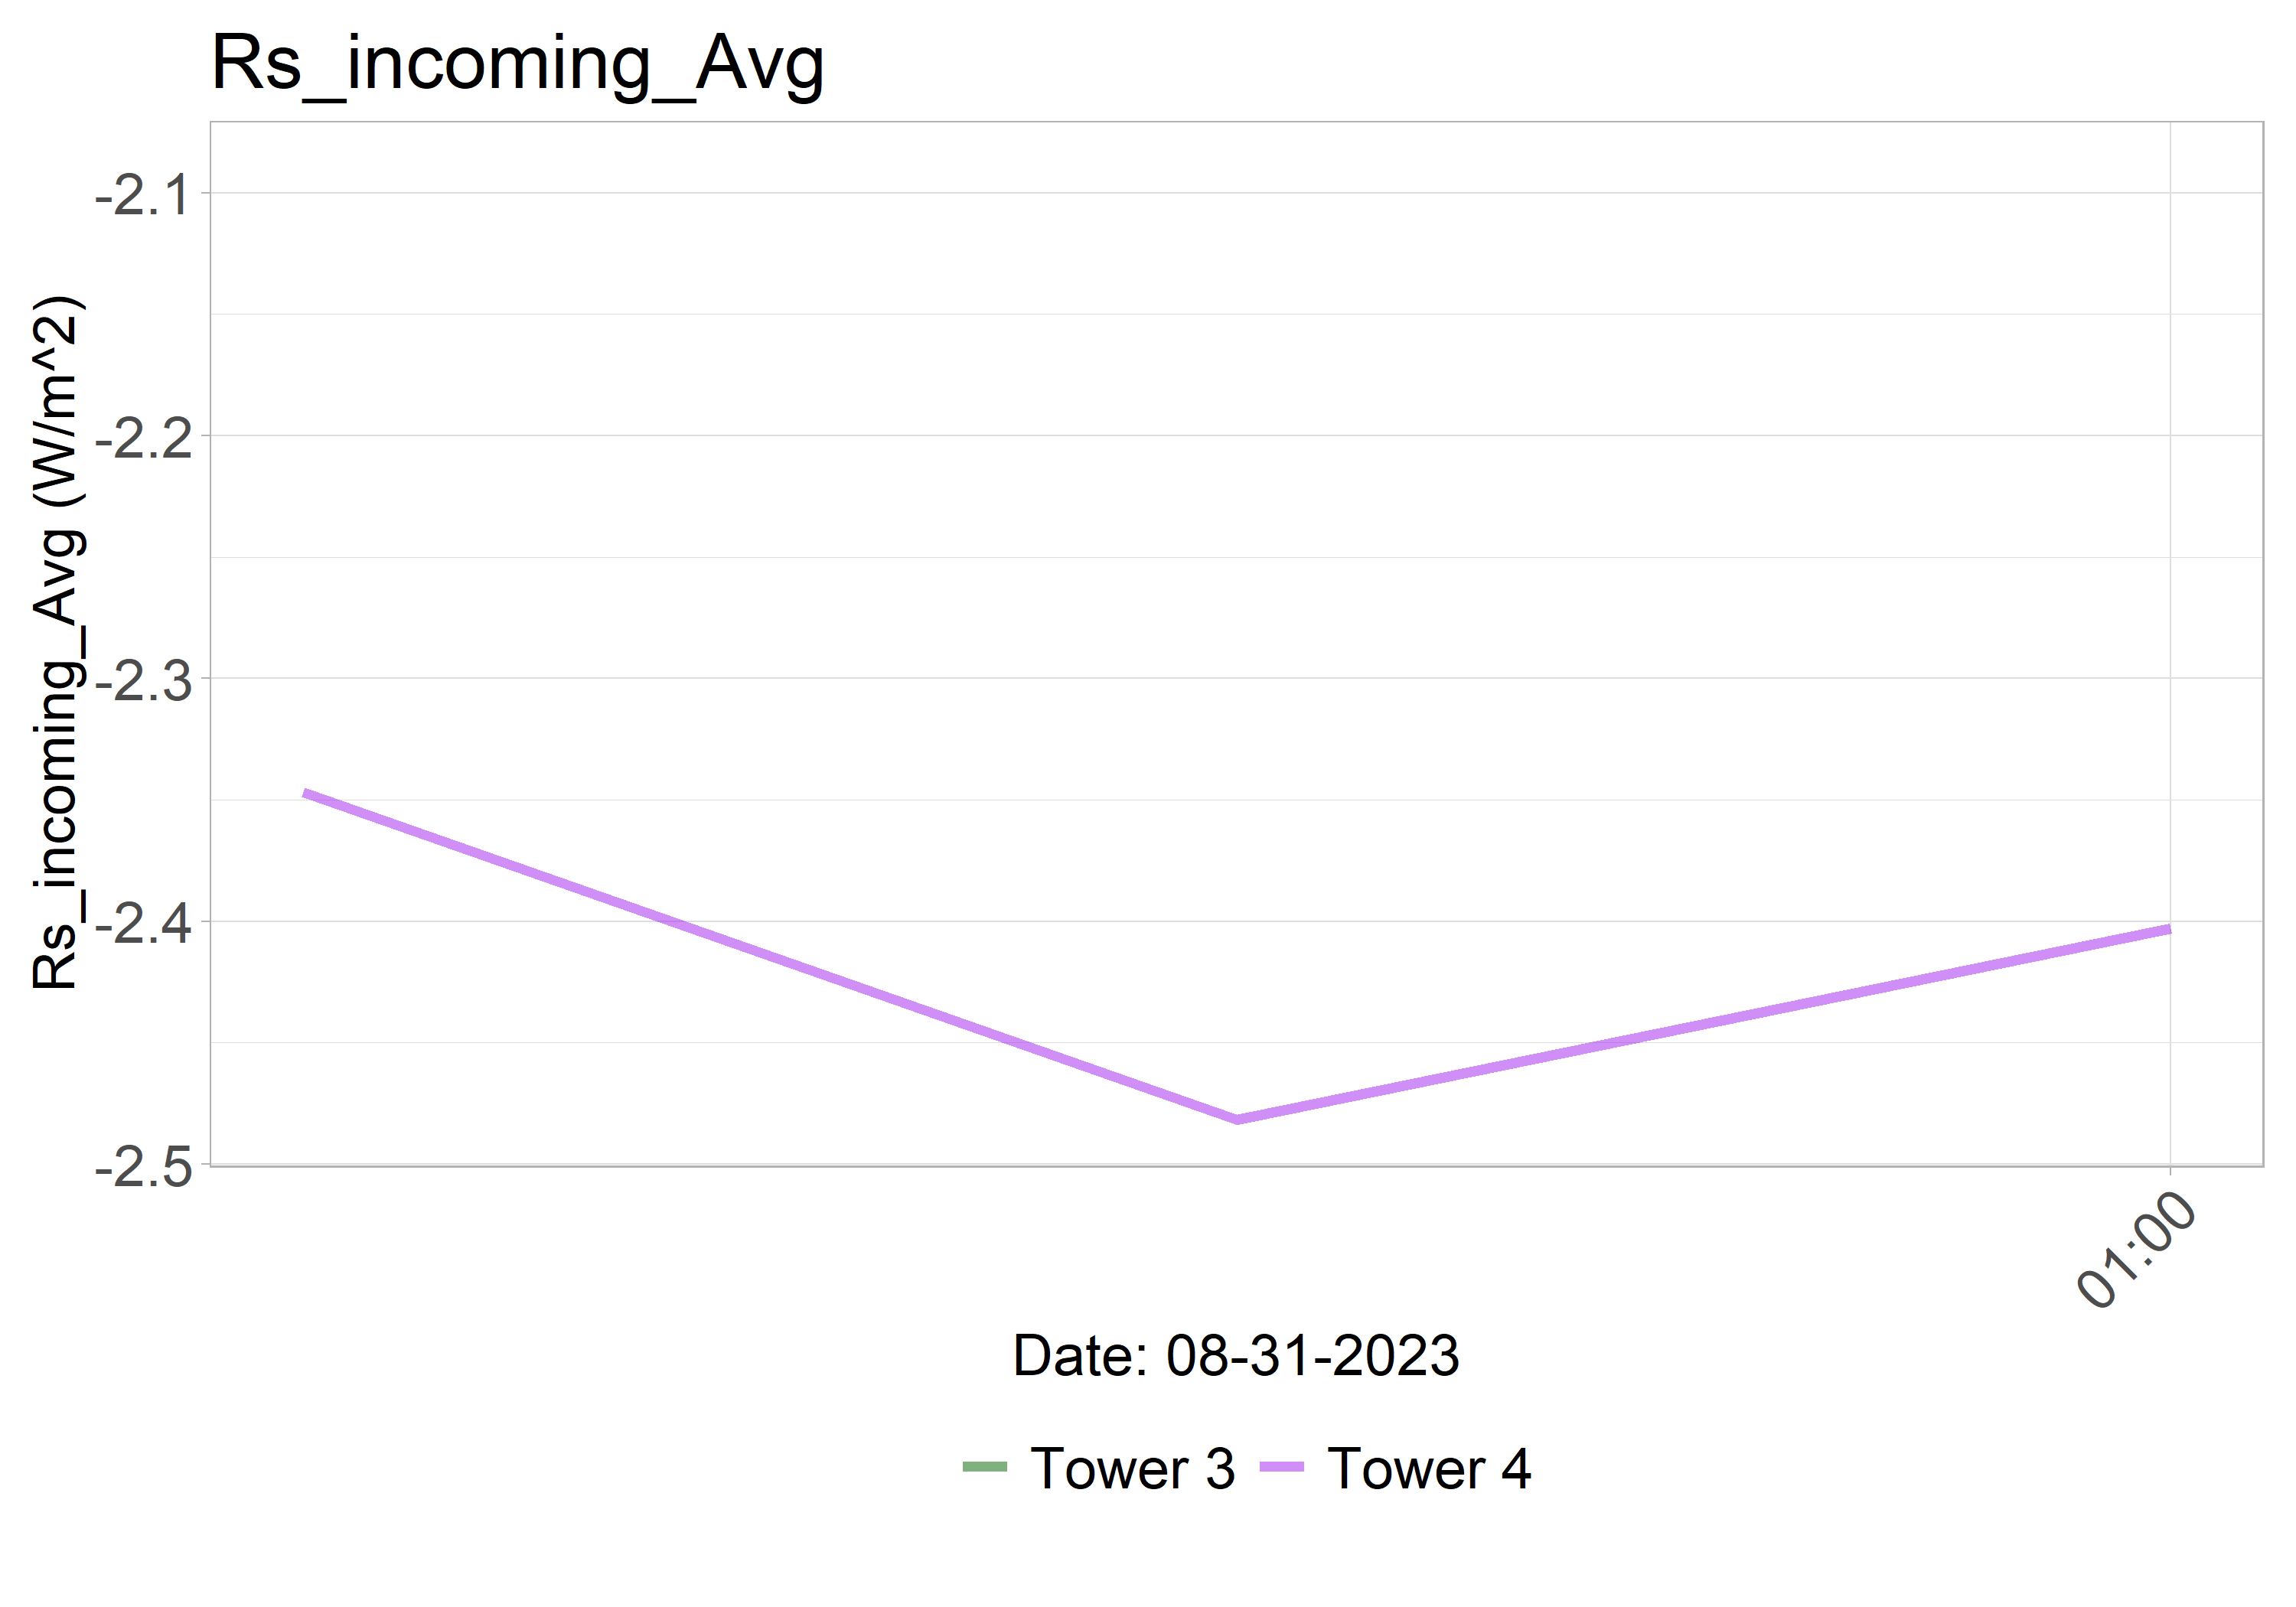 Rs_incoming_Avg
Rs_incoming_Avg (W/m^2)
-2.1
-2.2
-2.3
-2.4
-2.5
01:00
Date: 08-31-2023
Tower 3 Tower 4